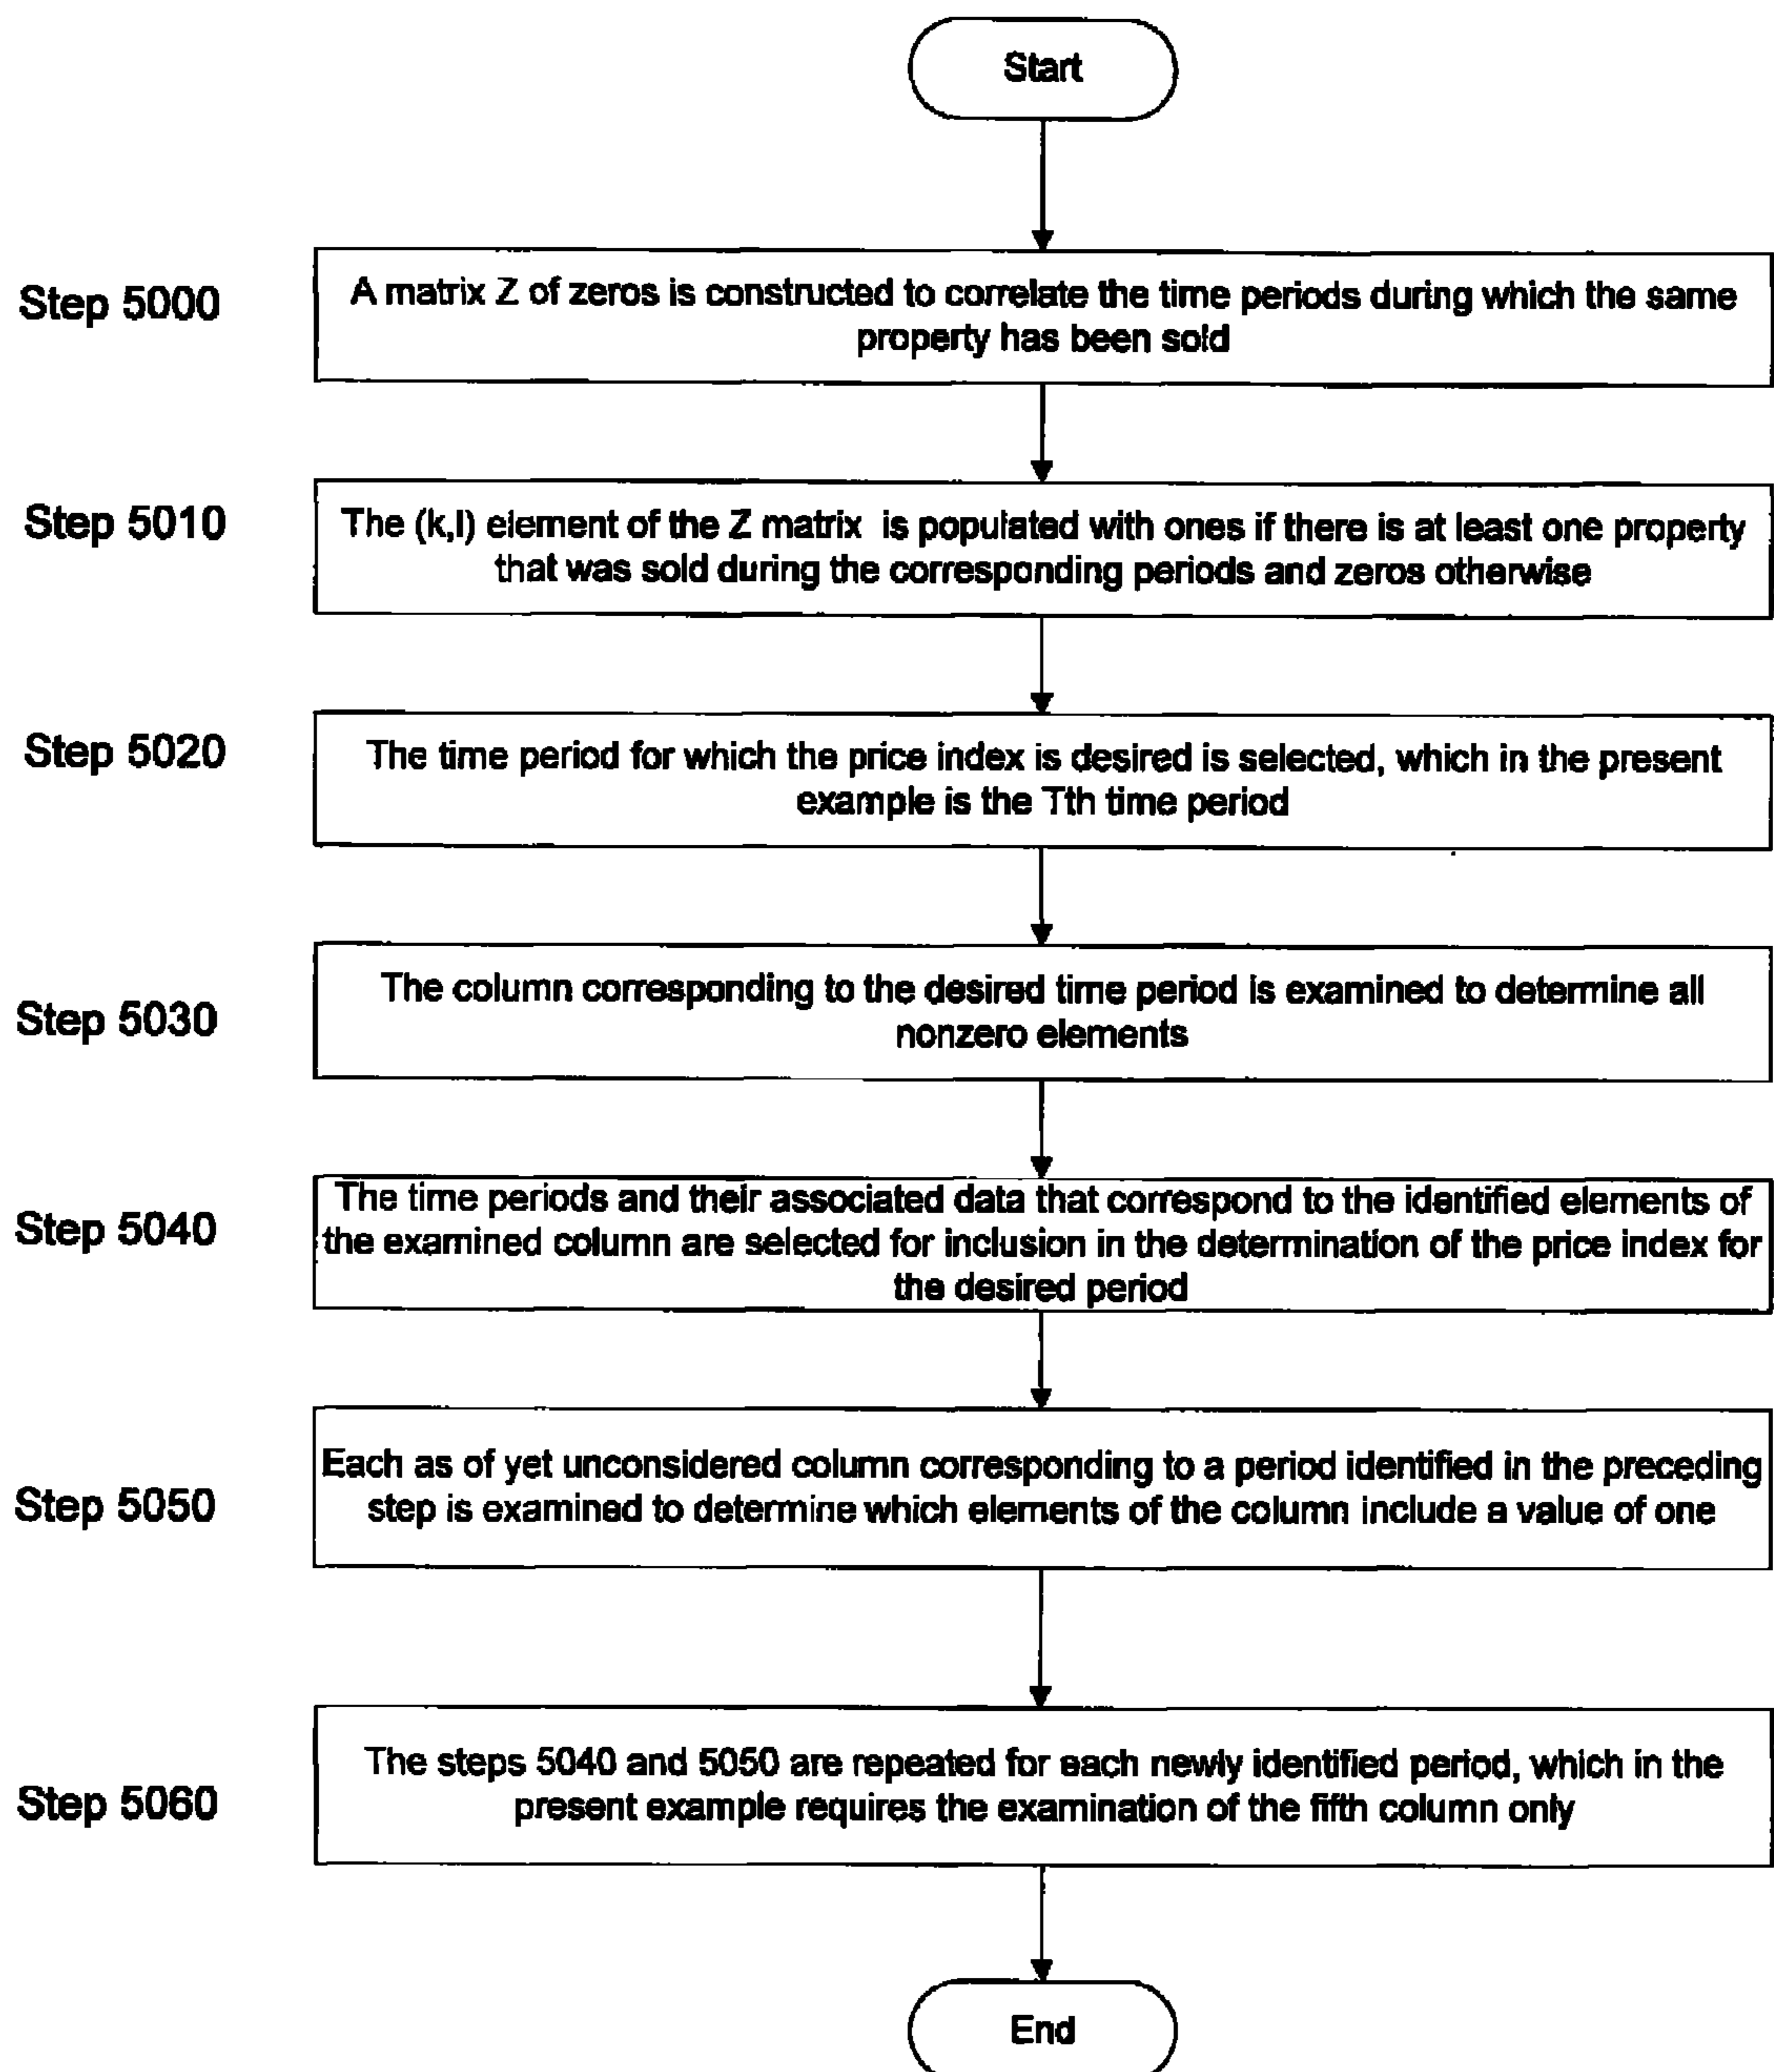 Start
Step 5000
A matrix Z of zeros is constructed to correlate the time periods during which the same
property has been sold
Step 5010
The (k,l) element of the Z matrix is populated with ones if there is at least one property
that was sold during the corresponding periods and zeros otherwise
Step 5020
The time period for which the price index is desired is selected, which in the present
example is the Tth time period
Step 5030
The column corresponding to the desired time period is examined to determine all
nonzero elements
Step 5040
The time periods and their associated data that correspond to the identified elements of
the examined column are selected for inclusion in the determination of the price index for
the desired period
Step 5050
Each as of yet unconsidered column corresponding to a period identified in the preceding
step is examined to determine which elements of the column include a value of one
Step 5060
The steps 5040 and 5050 are repeated for each newly identified period, which in the
present example requires the examination of the fifth column only
End